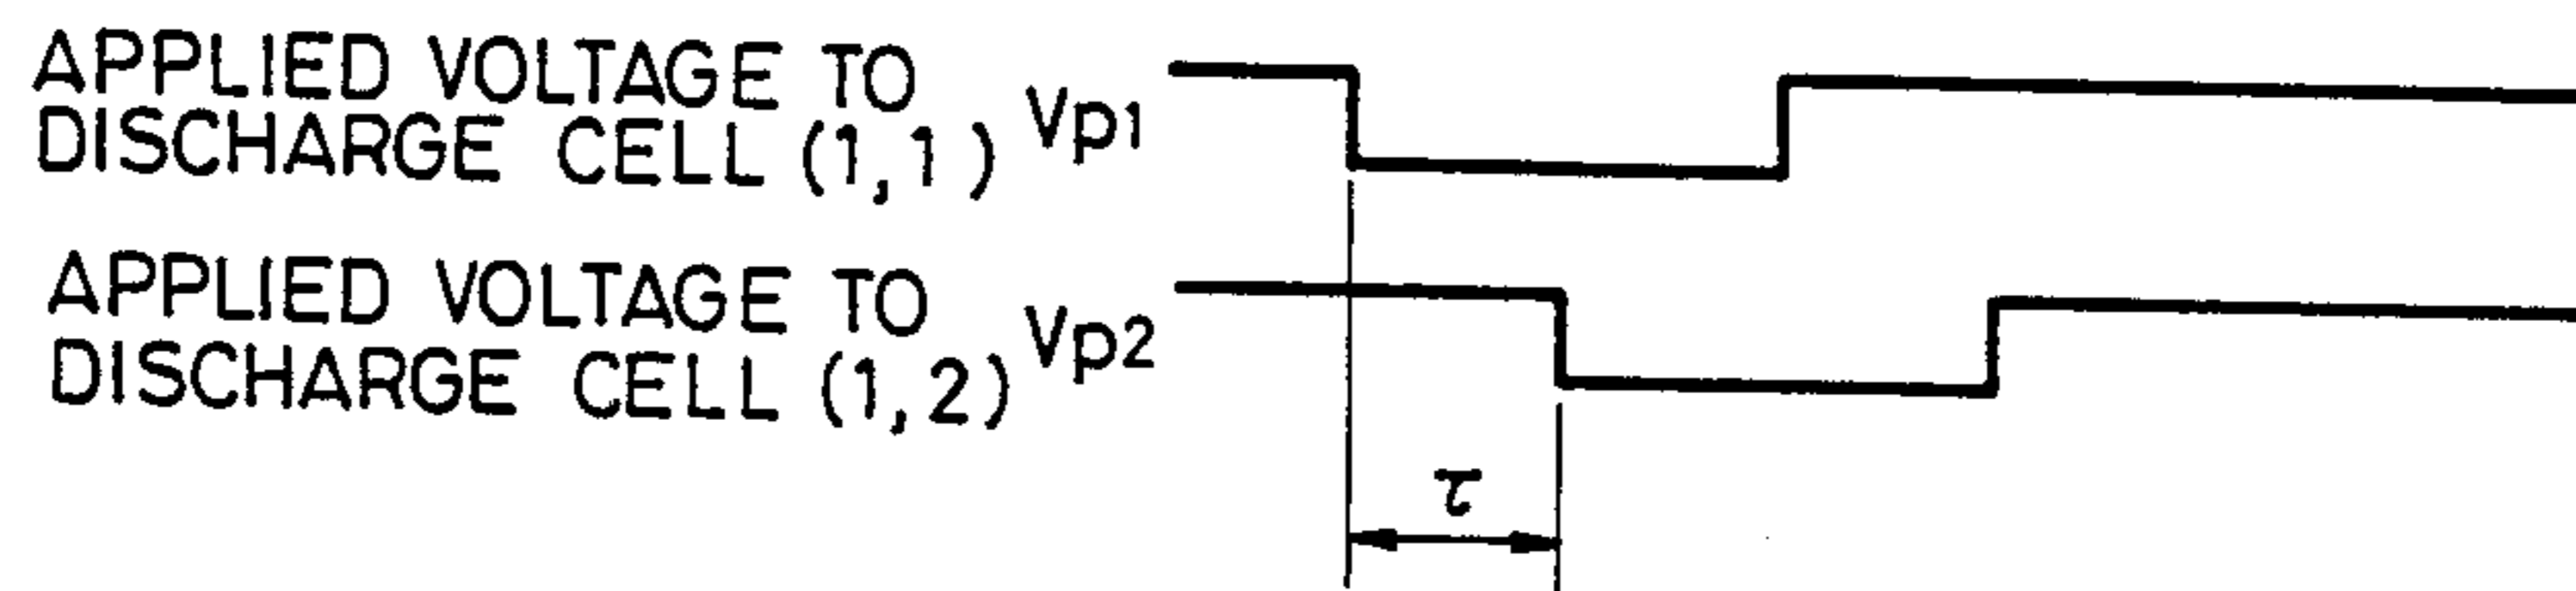 APPLIED VOLTAGE TO
DISCHARGE CELL (1,1) Vp1
APPLIED VOLTAGE TO
DISCHARGE CELL (1,2) Vp2
τ